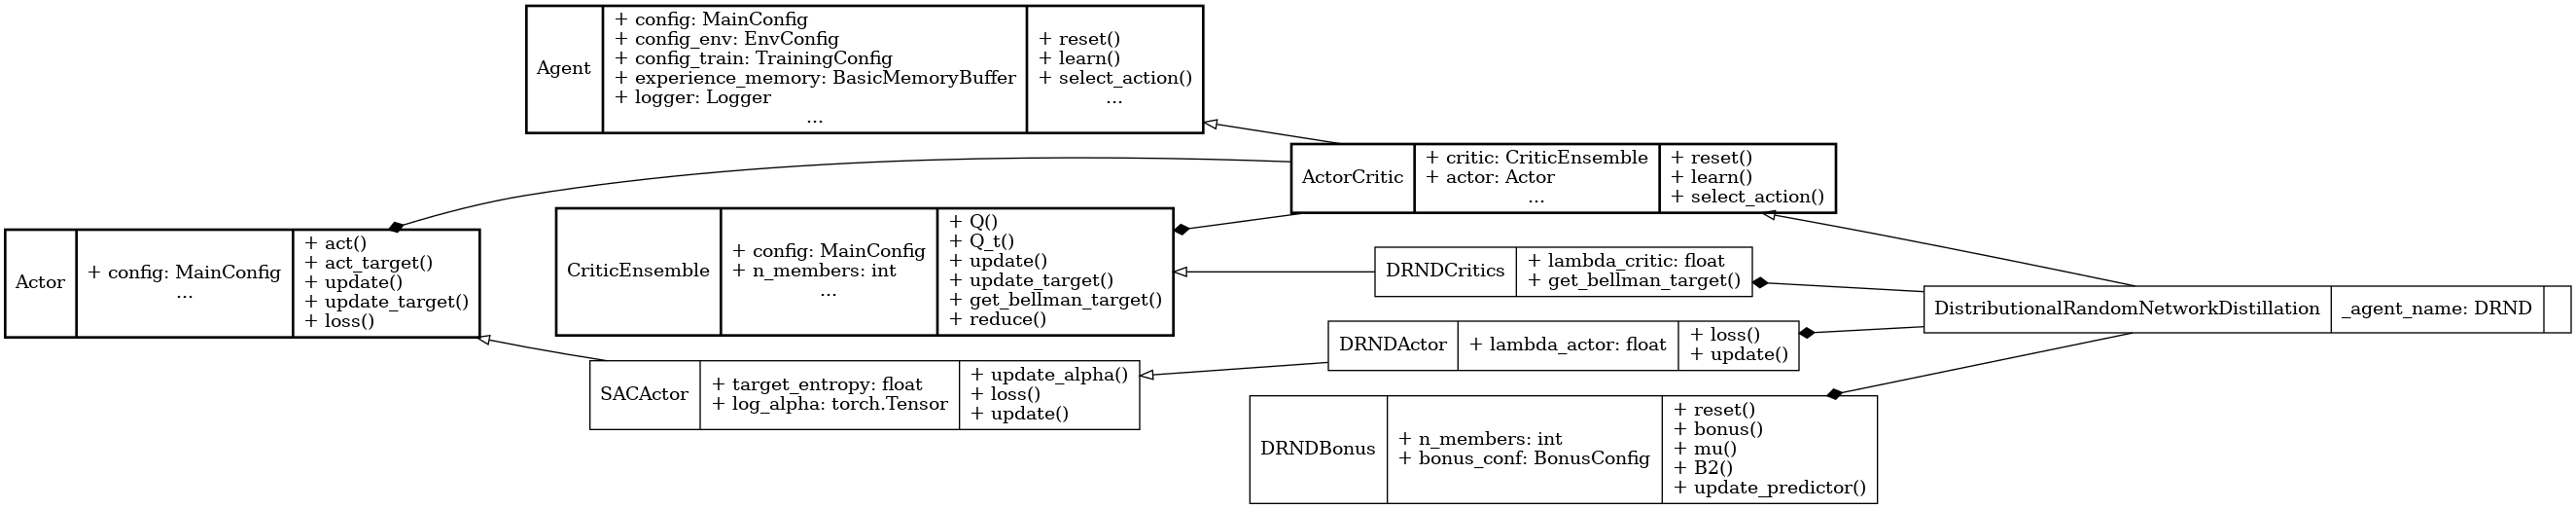 Agent
+ config: MainConfig
+ config_env: EnvConfig
+ config_train: TrainingConfig
+ experience_memory: BasicMemoryBuffer
+ logger: Logger
...
+ reset()
+ learn()
+ select_action()
...
ActorCritic
+ critic: CriticEnsemble
+ actor: Actor
...
+ reset()
+ learn()
+ select_action()
Actor
+ config: MainConfig
...
+ act()
+ act_target()
+ update()
+ update_target()
+ loss()
CriticEnsemble
+ config: MainConfig
+ n_members: int
...
+ Q()
+ Q_t()
+ update()
+ update_target()
+ get_bellman_target()
+ reduce()
DRNDCritics
+ lambda_critic: float
+ get_bellman_target()
DistributionalRandomNetworkDistillation
_agent_name: DRND
DRNDActor
+ lambda_actor: float
+ loss()
+ update()
SACActor
+ target_entropy: float
+ log_alpha: torch.Tensor
+ update_alpha()
+ loss()
+ update()
DRNDBonus
+ n_members: int
+ bonus_conf: BonusConfig
+ reset()
+ bonus()
+ mu()
+ B2()
+ update_predictor()